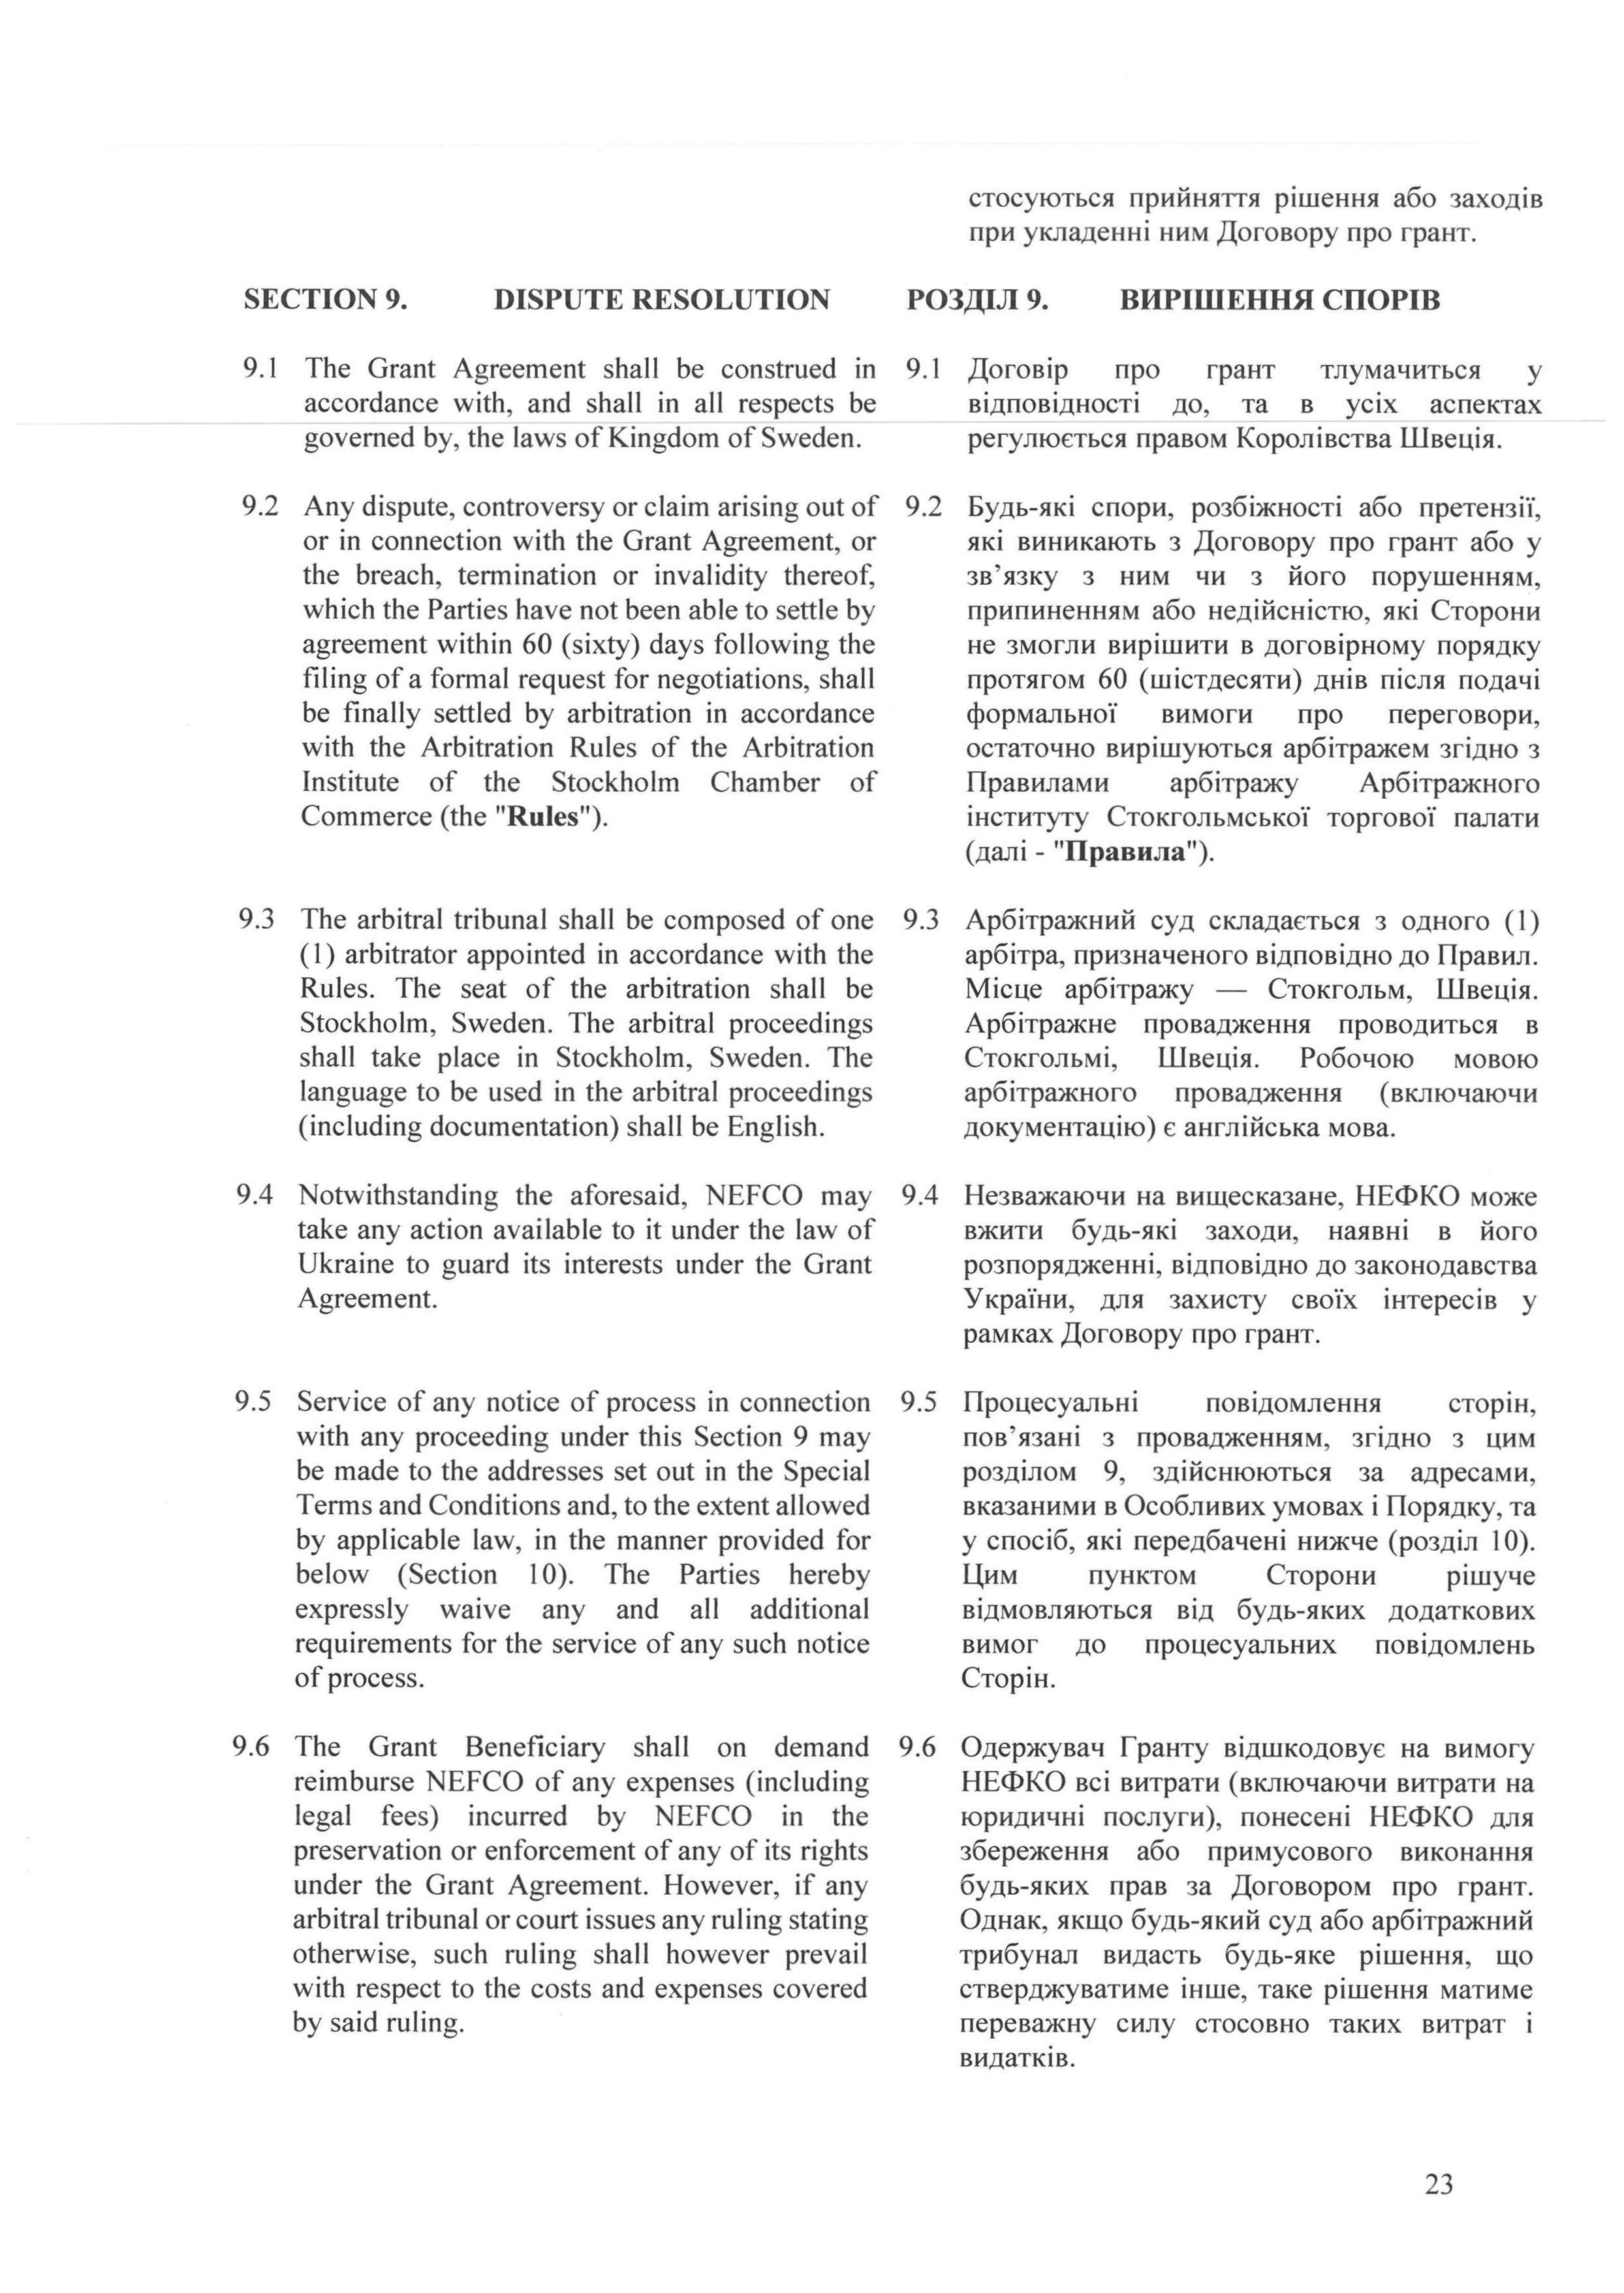 стосуються прийняття рішення або заходів
при укладенні ним Договору про грант.
SECTION 9. DISPUTE RESOLUTION
9.1 The Grant Agreement shall be construed in
accordance with, and shall in all respects be
governed by, the laws of Kingdom of Sweden.
9.2 Any dispute, controversy or claim arising out of
or in connection with the Grant Agreement, or
the breach, termination or invalidity thereof,
which the Parties have not been able to settle by
agreement within 60 (sixty) days following the
filing of a formal request for negotiations, shall
be finally settled by arbitration in accordance
with the Arbitration Rules of the Arbitration
Institute of the Stockholm Chamber of
Commerce (the "Rules").
9.3 The arbitral tribunal shall be composed of one
(1) arbitrator appointed in accordance with the
Rules. The seat of the arbitration shall be
Stockholm, Sweden. The arbitral proceedings
shall take place in Stockholm, Sweden. The
language to be used in the arbitral proceedings
(including documentation) shall be English.
9.4 Notwithstanding the aforesaid, NEFCO may
take any action available to it under the law of
Ukraine to guard its interests under the Grant
Agreement.
9.5 Service of any notice of process in connection
with any proceeding under this Section 9 may
be made to the addresses set out in the Special
Terms and Conditions and, to the extent allowed
by applicable law, in the manner provided for
below (Section 10). The Parties hereby
expressly waive any and all additional
requirements for the service of any such notice
of process.
9.6 The Grant Beneficiary shall on demand
reimburse NEFCO of any expenses (including
legal fees) incurred by NEFCO in the
preservation or enforcement of any of its rights
under the Grant Agreement. However, if any
arbitral tribunal or court issues any ruling stating
otherwise, such ruling shall however prevail
with respect to the costs and expenses covered
by said ruling.
РОЗДІЛ 9. ВИРІШЕННЯ СПОРІВ
9.1 Договір про грант тлумачиться у
відповідності до, та в усіх аспектах
регулюється правом Королівства Швеція.
9.2 Будь-які спори, розбіжності або претензії,
які виникають з Договору про грант або у
зв’язку з ним чи з його порушенням,
припиненням або недійсністю, які Сторони
не змогли вирішити в договірному порядку
протягом 60 (шістдесяти) днів після подачі
формальної вимоги про переговори,
остаточно вирішуються арбітражем згідно з
Правилами арбітражу Арбітражного
інституту Стокгольмської торгової палати
(далі - "Правила").
9.3 Арбітражний суд складається з одного (1)
арбітра, призначеного відповідно до Правил.
Місце арбітражу — Стокгольм, Швеція.
Арбітражне провадження проводиться в
Стокгольмі, Швеція. Робочою мовою
арбітражного провадження (включаючи
документацію) є англійська мова.
9.4 Незважаючи на вищесказане, НЕФКО може
вжити будь-які заходи, наявні в його
розпорядженні, відповідно до законодавства
України, для захисту своїх інтересів у
рамках Договору про грант.
9.5 Процесуальні повідомлення сторін,
пов’язані з провадженням, згідно з цим
розділом 9, здійснюються за адресами,
вказаними в Особливих умовах і Порядку, та
у спосіб, які передбачені нижче (розділ 10).
Цим пунктом Сторони рішуче
відмовляються від будь-яких додаткових
вимог до процесуальних повідомлень
Сторін.
9.6 Одержувач Гранту відшкодовує на вимогу
НЕФКО всі витрати (включаючи витрати на
юридичні послуги), понесені НЕФКО для
збереження або примусового виконання
будь-яких прав за Договором про грант.
Однак, якщо будь-який суд або арбітражний
трибунал видасть будь-яке рішення, що
стверджуватиме інше, таке рішення матиме
переважну силу стосовно таких витрат і
видатків.
23